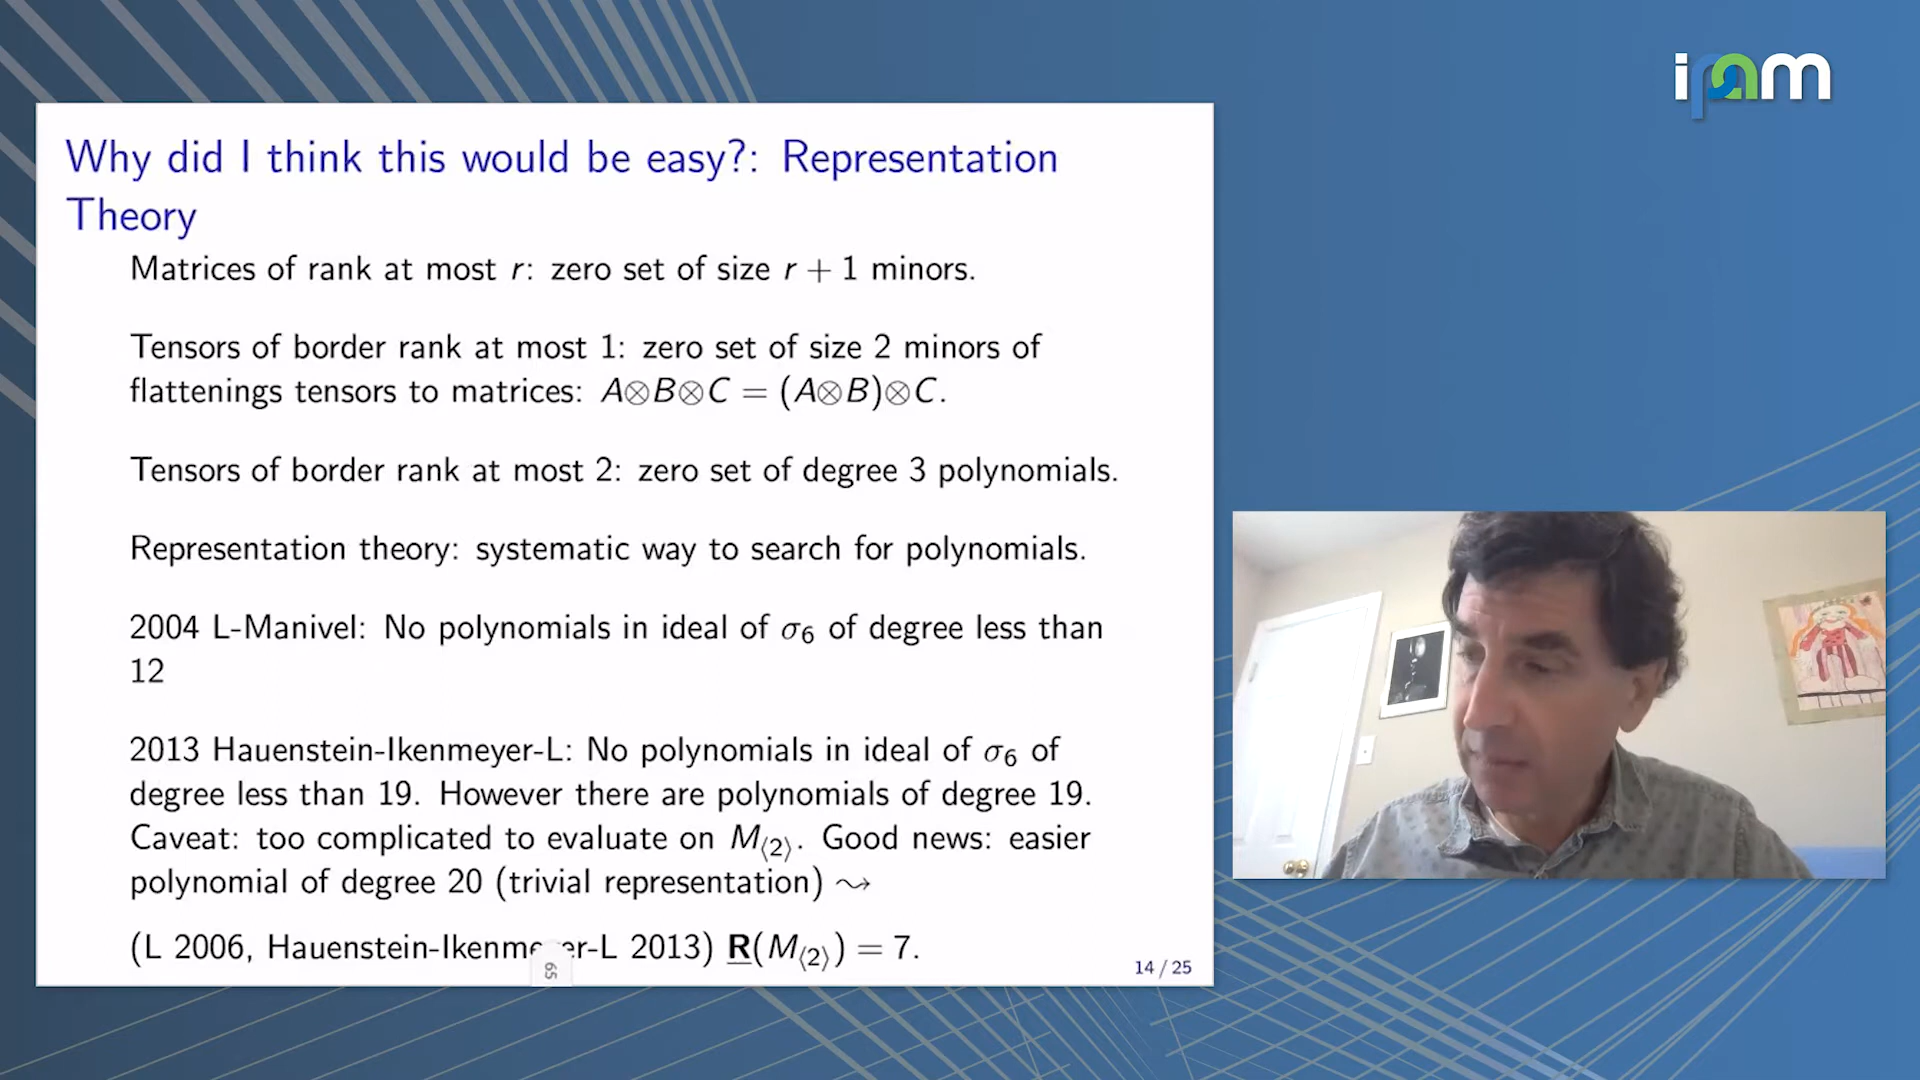 ipam
Why did I think this would be easy?: Representation
Theory
Matrices of rank at most r: zero set of size r + 1 minors.
Tensors of border rank at most 1: zero set of size 2 minors of
flattenings tensors to matrices: A⊗B⊗C = (A⊗B)⊗C.
Tensors of border rank at most 2: zero set of degree 3 polynomials.
Representation theory: systematic way to search for polynomials.
2004 L-Manivel: No polynomials in ideal of σ₆ of degree less than
12
2013 Hauenstein-Ikenmeyer-L: No polynomials in ideal of σ₆ of
degree less than 19. However there are polynomials of degree 19.
Caveat: too complicated to evaluate on M⟨2⟩. Good news: easier
polynomial of degree 20 (trivial representation) ⤳
(L 2006, Hauenstein-Ikenmeyer-L 2013) R(M⟨2⟩) = 7.
65
14 / 25